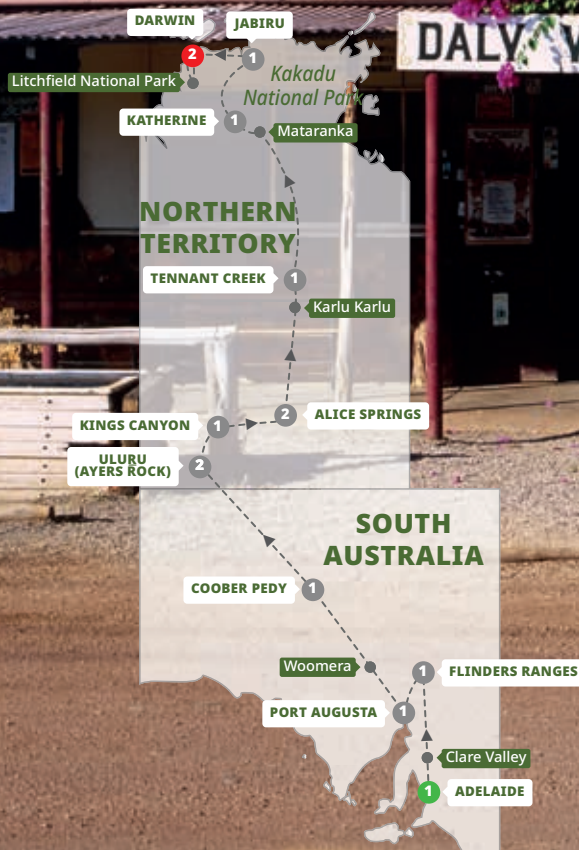 DARWIN
JABIRU
DALY
2
1
Litchfield National Park
Kakadu
National Park
KATHERINE
1
Mataranka
NORTHERN
TERRITORY
TENNANT CREEK
1
Karlu Karlu
KINGS CANYON
1
2
ALICE SPRINGS
ULURU
(AYERS ROCK)
2
SOUTH
AUSTRALIA
COOBER PEDY
1
Woomera
1
FLINDERS RANGES
PORT AUGUSTA
1
Clare Valley
1
ADELAIDE